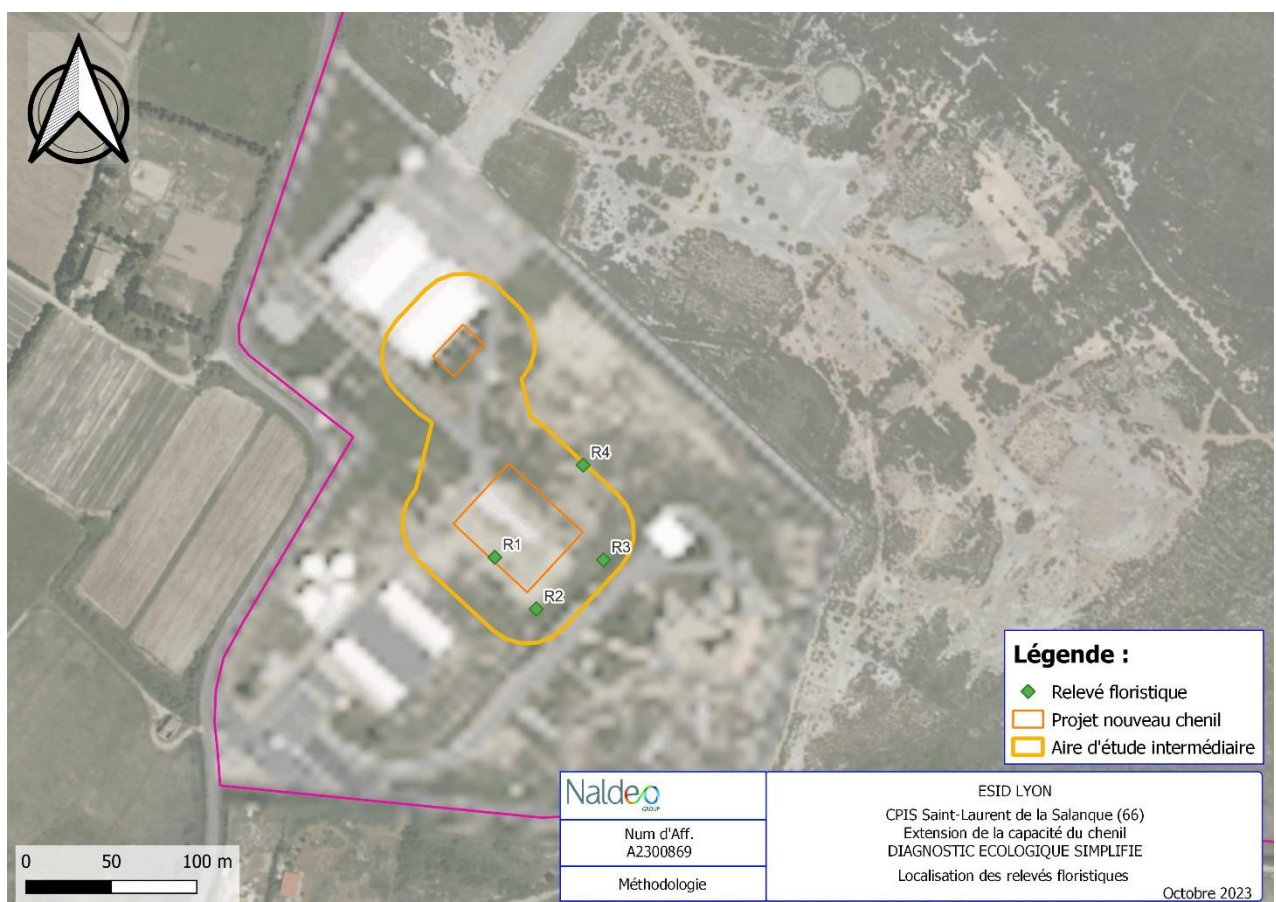 R4
R1
R3
R2
Légende :
Relevé floristique
Projet nouveau chenil
Aire d'étude intermédiaire
0 50 100 m
Naldeo
GROUP
Num d'Aff.
A2300869
Méthodologie
ESID LYON
CPIS Saint-Laurent de la Salanque (66)
Extension de la capacité du chenil
DIAGNOSTIC ECOLOGIQUE SIMPLIFIE
Localisation des relevés floristiques
Octobre 2023